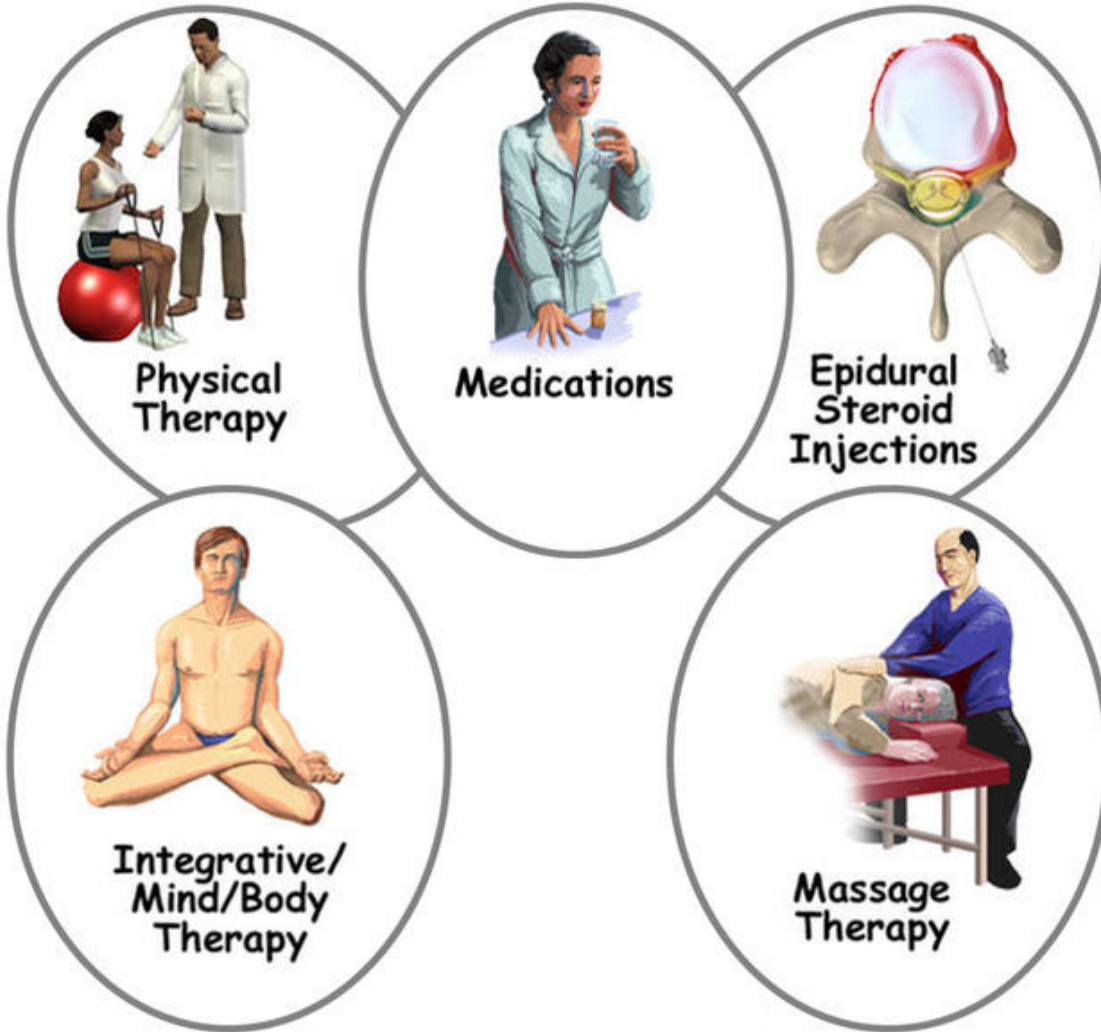 Physical
Therapy
Medications
Epidural
Steroid
Injections
Integrative/
Mind/Body
Therapy
Massage
Therapy